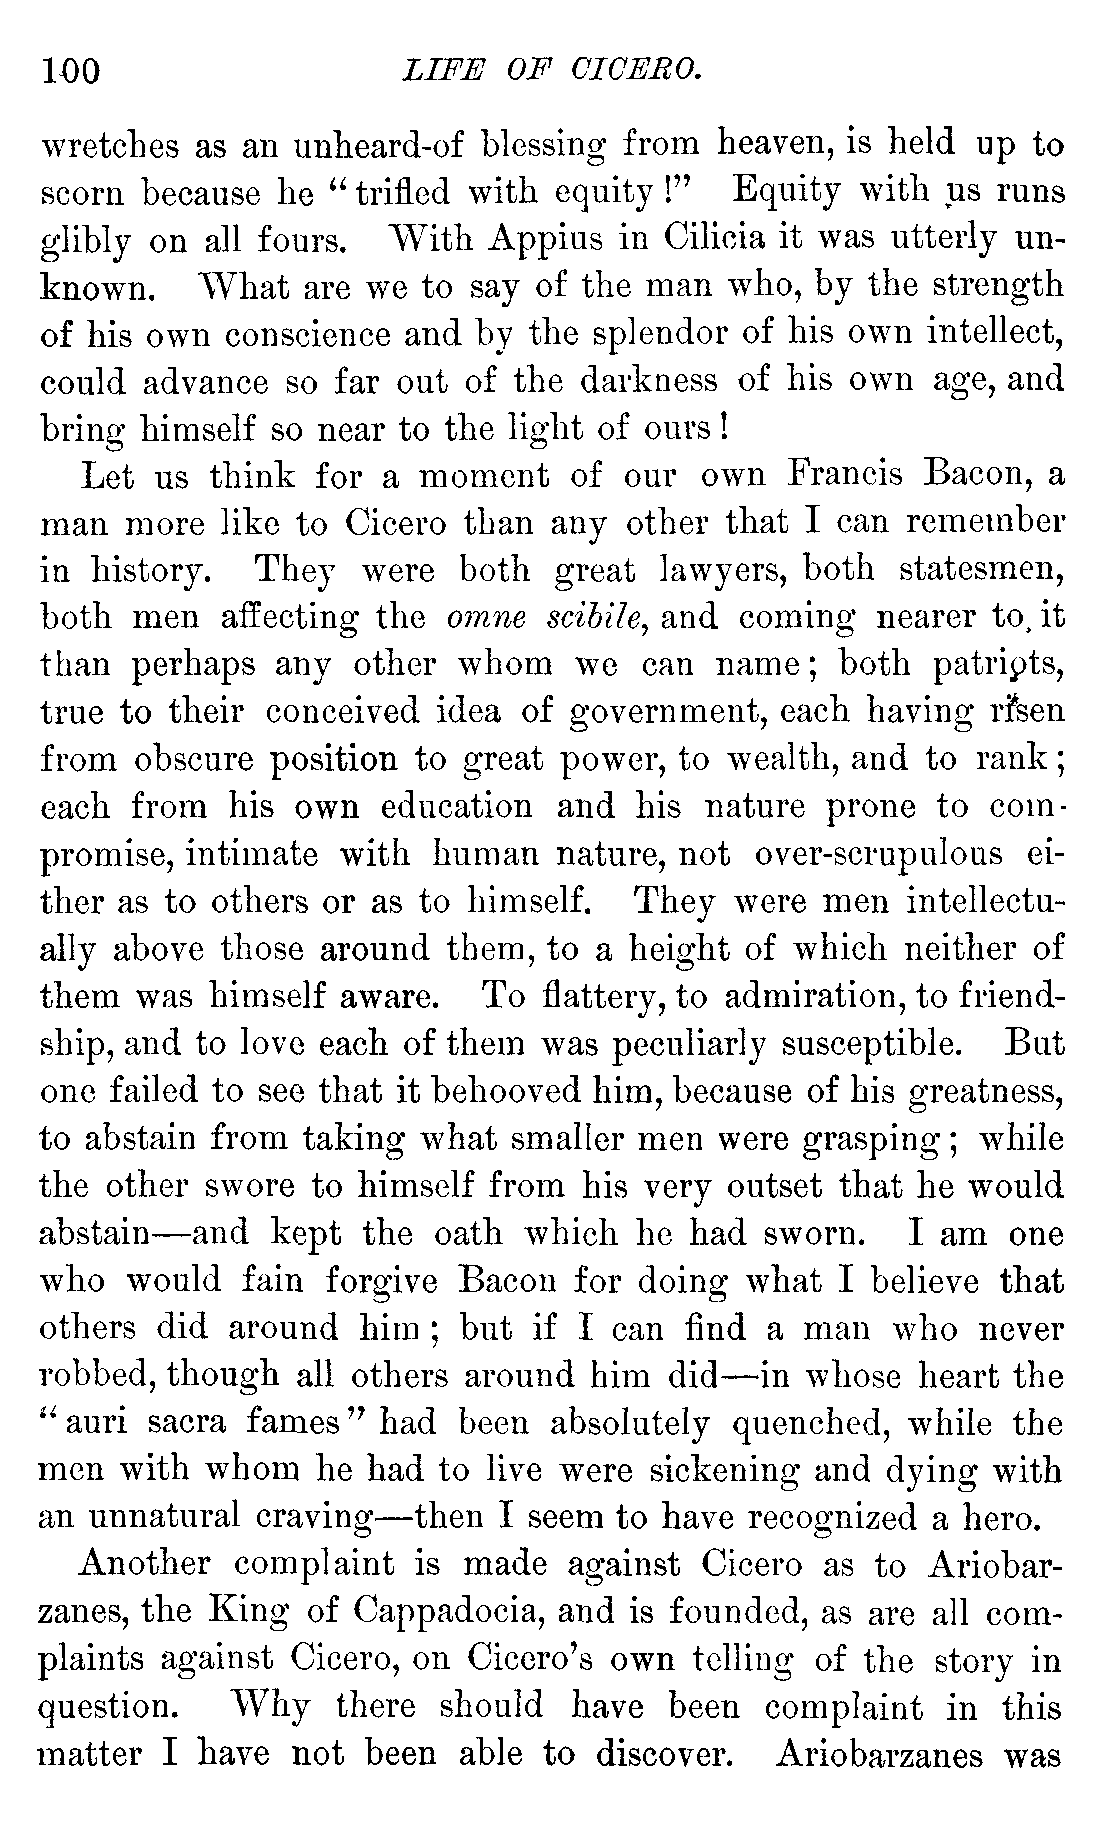 100 LIFE OF CICERO.
wretches as an unheard-of blessing from heaven, is held up to
scorn because he “trifled with equity!” Equity with us runs
glibly on all fours. With Appius in Cilicia it was utterly un-
known. What are we to say of the man who, by the strength
of his own conscience and by the splendor of his own intellect,
could advance so far out of the darkness of his own age, and
bring himself so near to the light of ours!
Let us think for a moment of our own Francis Bacon, a
man more like to Cicero than any other that I can remember
in history. They were both great lawyers, both statesmen,
both men affecting the omne scibile, and coming nearer to it
than perhaps any other whom we can name; both patriots,
true to their conceived idea of government, each having risen
from obscure position to great power, to wealth, and to rank;
each from his own education and his nature prone to com-
promise, intimate with human nature, not over-scrupulous ei-
ther as to others or as to himself. They were men intellectu-
ally above those around them, to a height of which neither of
them was himself aware. To flattery, to admiration, to friend-
ship, and to love each of them was peculiarly susceptible. But
one failed to see that it behooved him, because of his greatness,
to abstain from taking what smaller men were grasping; while
the other swore to himself from his very outset that he would
abstain—and kept the oath which he had sworn. I am one
who would fain forgive Bacon for doing what I believe that
others did around him; but if I can find a man who never
robbed, though all others around him did—in whose heart the
“auri sacra fames” had been absolutely quenched, while the
men with whom he had to live were sickening and dying with
an unnatural craving—then I seem to have recognized a hero.
Another complaint is made against Cicero as to Ariobar-
zanes, the King of Cappadocia, and is founded, as are all com-
plaints against Cicero, on Cicero’s own telling of the story in
question. Why there should have been complaint in this
matter I have not been able to discover. Ariobarzanes was